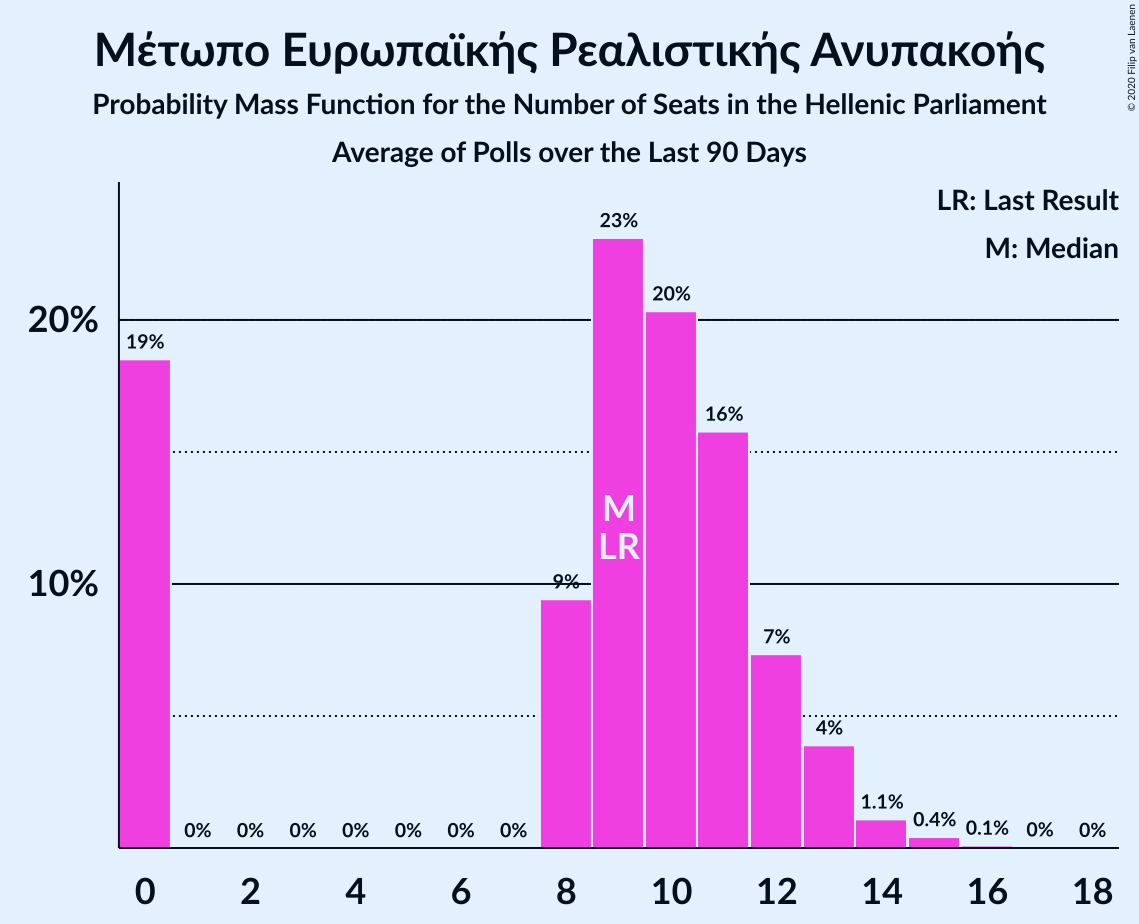 Μέτωπο Ευρωπαϊκής Ρεαλιστικής Ανυπακοής
Probability Mass Function for the Number of Seats in the Hellenic Parliament
Average of Polls over the Last 90 Days
© 2020 Filip van Laenen
LR: Last Result
M: Median
20%
10%
19%
0%
0%
0%
0%
0%
0%
0%
9%
23%
20%
16%
7%
4%
1.1%
0.4%
0.1%
0%
0%
M
LR
0 2 4 6 8 10 12 14 16 18